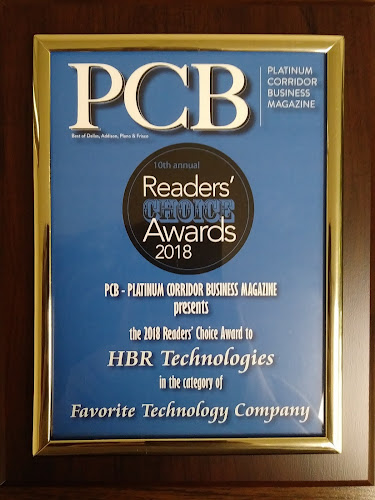 PCB
PLATINUM
CORRIDOR
BUSINESS
MAGAZINE
Best of Dallas, Addison, Plano & Frisco
10th annual
Readers'
CHOICE
Awards
2018
PCB - PLATINUM CORRIDOR BUSINESS MAGAZINE
presents
the 2018 Readers' Choice Award to
HBR Technologies
in the category of
Favorite Technology Company